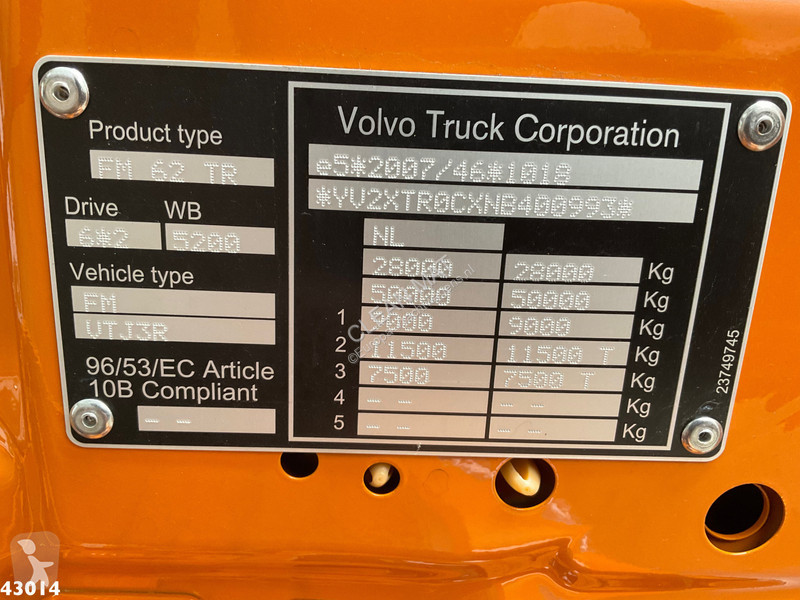 Product type
FM 62 TR
Drive WB
6*2 5200
Vehicle type
FM
VTJ3R
96/53/EC Article
10B Compliant
-- --
Volvo Truck Corporation
e5*2007/46*1018
*YV2XTR0CXNB400993*
NL
28000 28000 Kg
50000 50000 Kg
1 9000 9000 Kg
2 11500 11500 T Kg
3 7500 7500 T Kg
4 -- -- -- -- Kg
5 -- -- -- -- Kg
23749745
43014